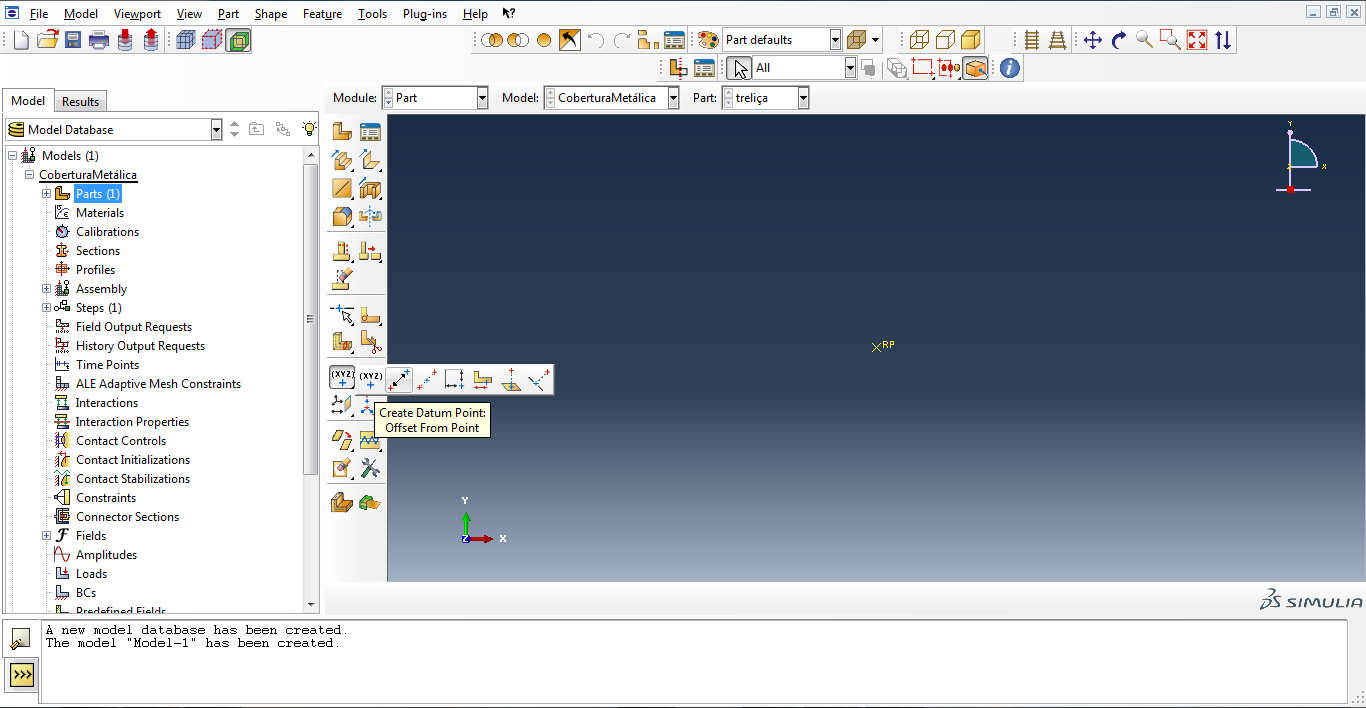 File Model Viewport View Part Shape Feature Tools Plug-ins Help ?
Part defaults
All
i
Model Results
Module: Part Model: CoberturaMetálica Part: treliça
Model Database
Models (1)
CoberturaMetálica
Parts (1)
Materials
Calibrations
Sections
Profiles
Assembly
Steps (1)
Field Output Requests
History Output Requests
Time Points
ALE Adaptive Mesh Constraints
Interactions
Interaction Properties
Contact Controls
Contact Initializations
Contact Stabilizations
Constraints
Connector Sections
Fields
Amplitudes
Loads
BCs
Predefined Fields
(XYZ) (XYZ)
Create Datum Point:
Offset From Point
Y
X
Z
RP
Y
Z X
SIMULIA
A new model database has been created.
The model "Model-1" has been created.
>>>